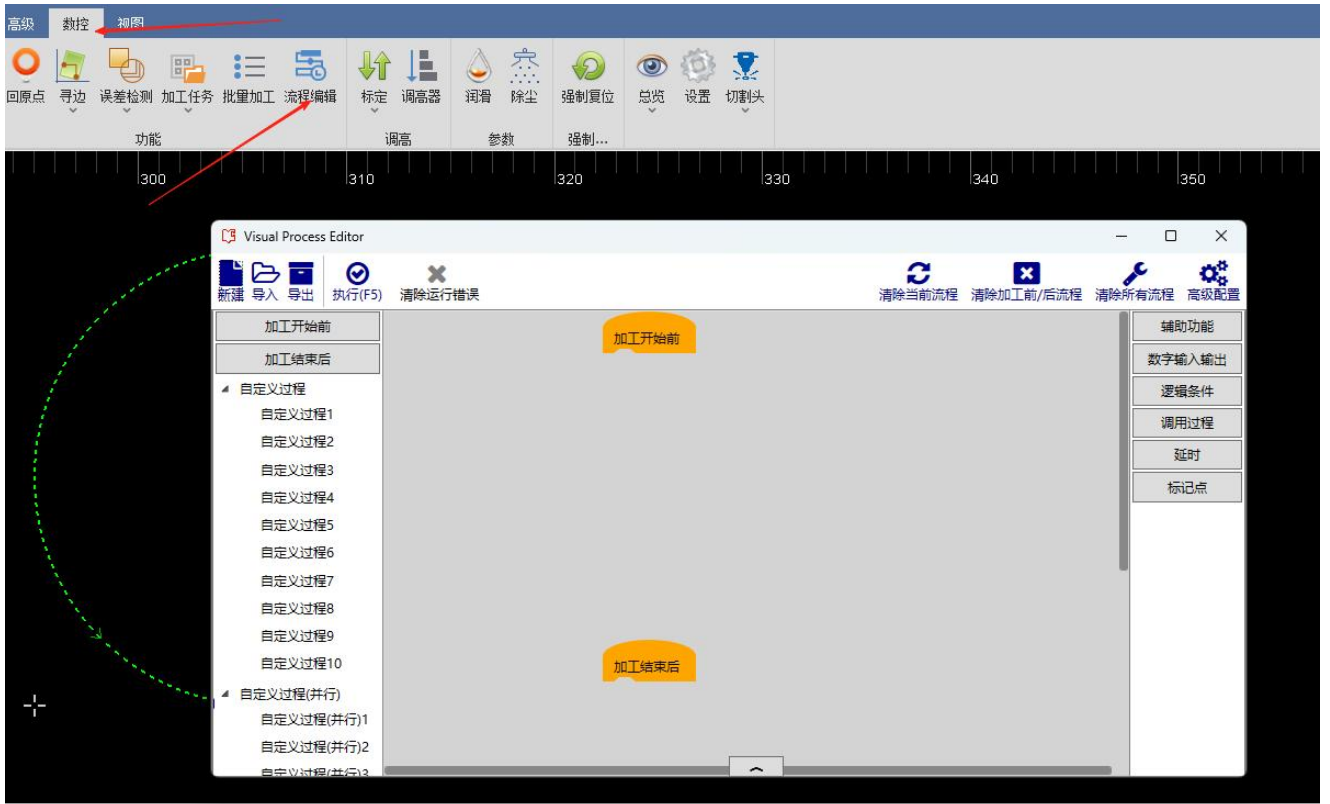 高级 数控 视图
回原点 寻边 误差检测 加工任务 批量加工 流程编辑 标定 调高器 润滑 除尘 强制复位 总览 设置 切割头
功能 调高 参数 强制...
300 310 320 330 340 350
Visual Process Editor
新建 导入 导出 执行(F5) 清除运行错误 清除当前流程 清除加工前/后流程 清除所有流程 高级配置
加工开始前
加工结束后
自定义过程
自定义过程1
自定义过程2
自定义过程3
自定义过程4
自定义过程5
自定义过程6
自定义过程7
自定义过程8
自定义过程9
自定义过程10
自定义过程(并行)
自定义过程(并行)1
自定义过程(并行)2
自定义过程(并行)3
加工开始前
加工结束后
辅助功能
数字输入输出
逻辑条件
调用过程
延时
标记点